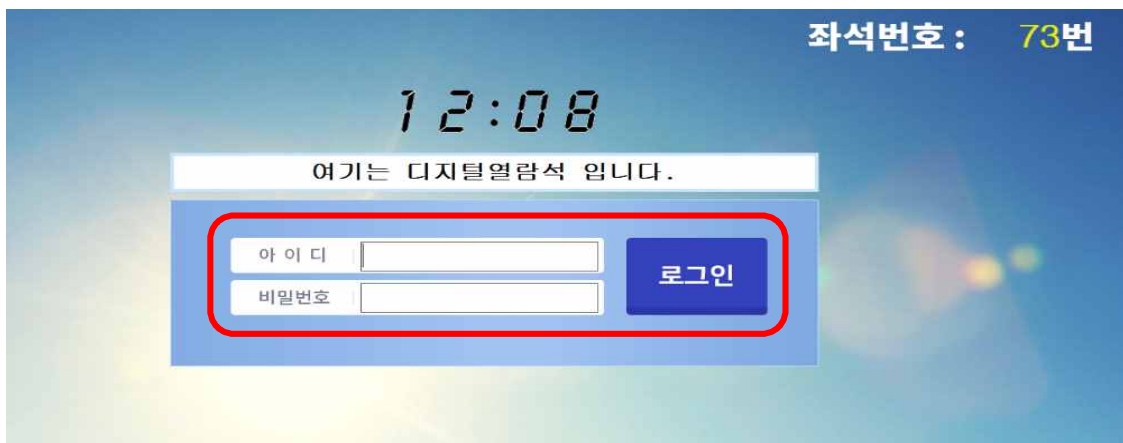 좌석번호 : 73번
12:08
여기는 디지털열람석 입니다.
아 이 디
로그인
비밀번호